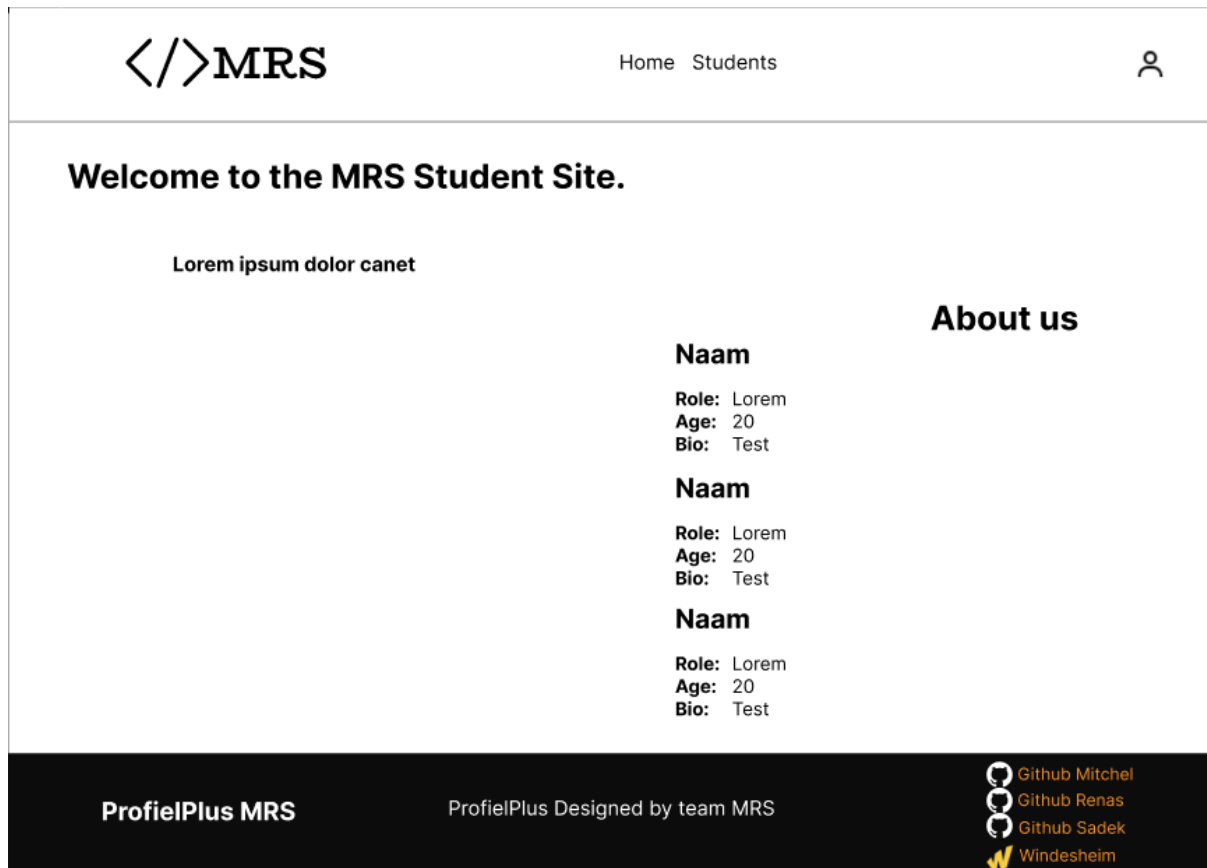 </>MRS
Home Students
Welcome to the MRS Student Site.
Lorem ipsum dolor canet
About us
Naam
Role: Lorem
Age: 20
Bio: Test
Naam
Role: Lorem
Age: 20
Bio: Test
Naam
Role: Lorem
Age: 20
Bio: Test
ProfielPlus MRS
ProfielPlus Designed by team MRS
Github Mitchel
Github Renas
Github Sadek
Windesheim